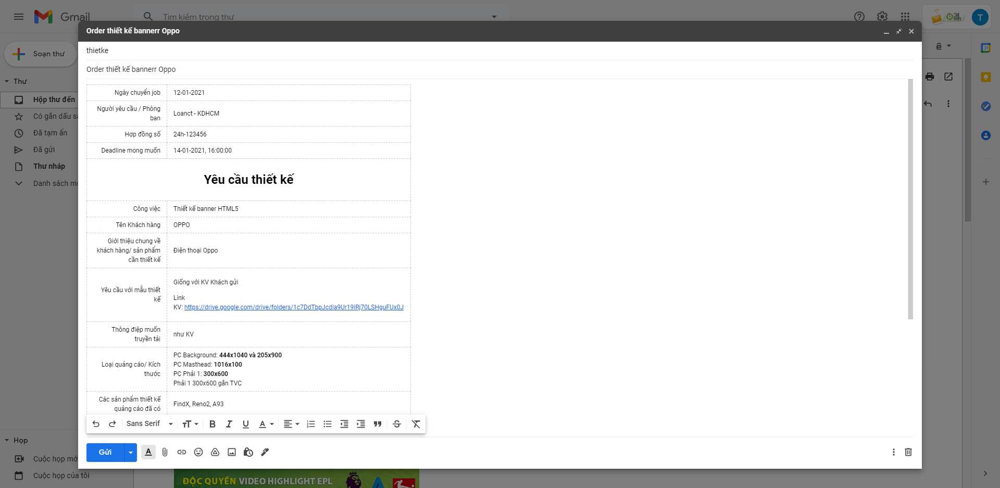 Gmail
Tìm kiếm trong thư
24h
T
Order thiết kế bannerr Oppo
Soạn thư
Thư
Hộp thư đến
Có gắn dấu sa
Đã tạm ẩn
Đã gửi
Thư nháp
Danh sách mở
thietke
Order thiết kế bannerr Oppo
ê
31
Ngày chuyển job 12-01-2021
Người yêu cầu / Phòng
ban
Loanct - KDHCM
Hợp đồng số 24h-123456
Deadline mong muốn 14-01-2021, 16:00:00
Yêu cầu thiết kế
Công việc Thiết kế banner HTML5
Tên Khách hàng OPPO
Giới thiệu chung về
khách hàng/ sản phẩm
cần thiết kế
Điện thoại Oppo
Yêu cầu với mẫu thiết
kế
Giống với KV Khách gửi
Link
KV: https://drive.google.com/drive/folders/1c7DdTbpJcdla9Ur19lRj70LSHguFUx0J
Thông điệp muốn
truyền tải
như KV
Loại quảng cáo/ Kích
thước
PC Background: 444x1040 và 205x900
PC Masthead: 1016x100
PC Phải 1: 300x600
Phải 1 300x600 gắn TVC
Các sản phẩm thiết kế
quảng cáo đã có
FindX, Reno2, A93
Sans Serif
Gửi
Họp
Cuộc họp mớ
Cuộc họp của tôi
ĐỘC QUYỀN VIDEO HIGHLIGHT EPL